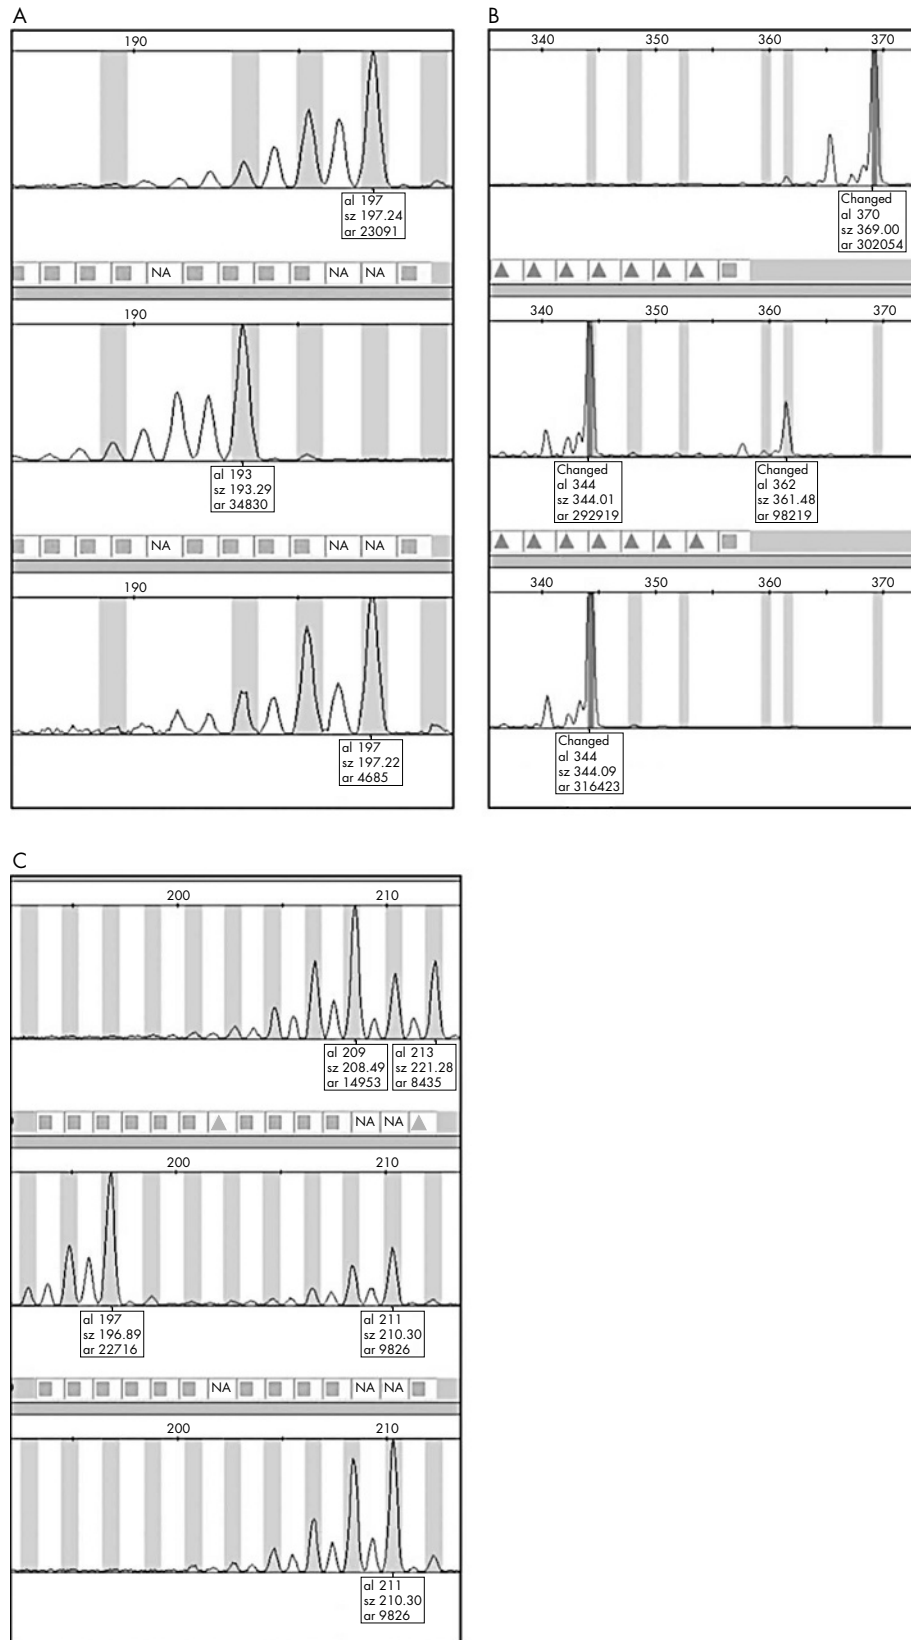 A
190
al 197
sz 197.24
ar 23091
NA NA NA
190
al 193
sz 193.29
ar 34830
NA NA NA
190
al 197
sz 197.22
ar 4685
B
340 350 360 370
Changed
al 370
sz 369.00
ar 302054
340 350 360 370
Changed
al 344
sz 344.01
ar 292919
Changed
al 362
sz 361.48
ar 98219
340 350 360 370
Changed
al 344
sz 344.09
ar 316423
C
200 210
al 209
sz 208.49
ar 14953
al 213
sz 221.28
ar 8435
NA NA
200 210
al 197
sz 196.89
ar 22716
al 211
sz 210.30
ar 9826
NA NA NA
200 210
al 211
sz 210.30
ar 9826